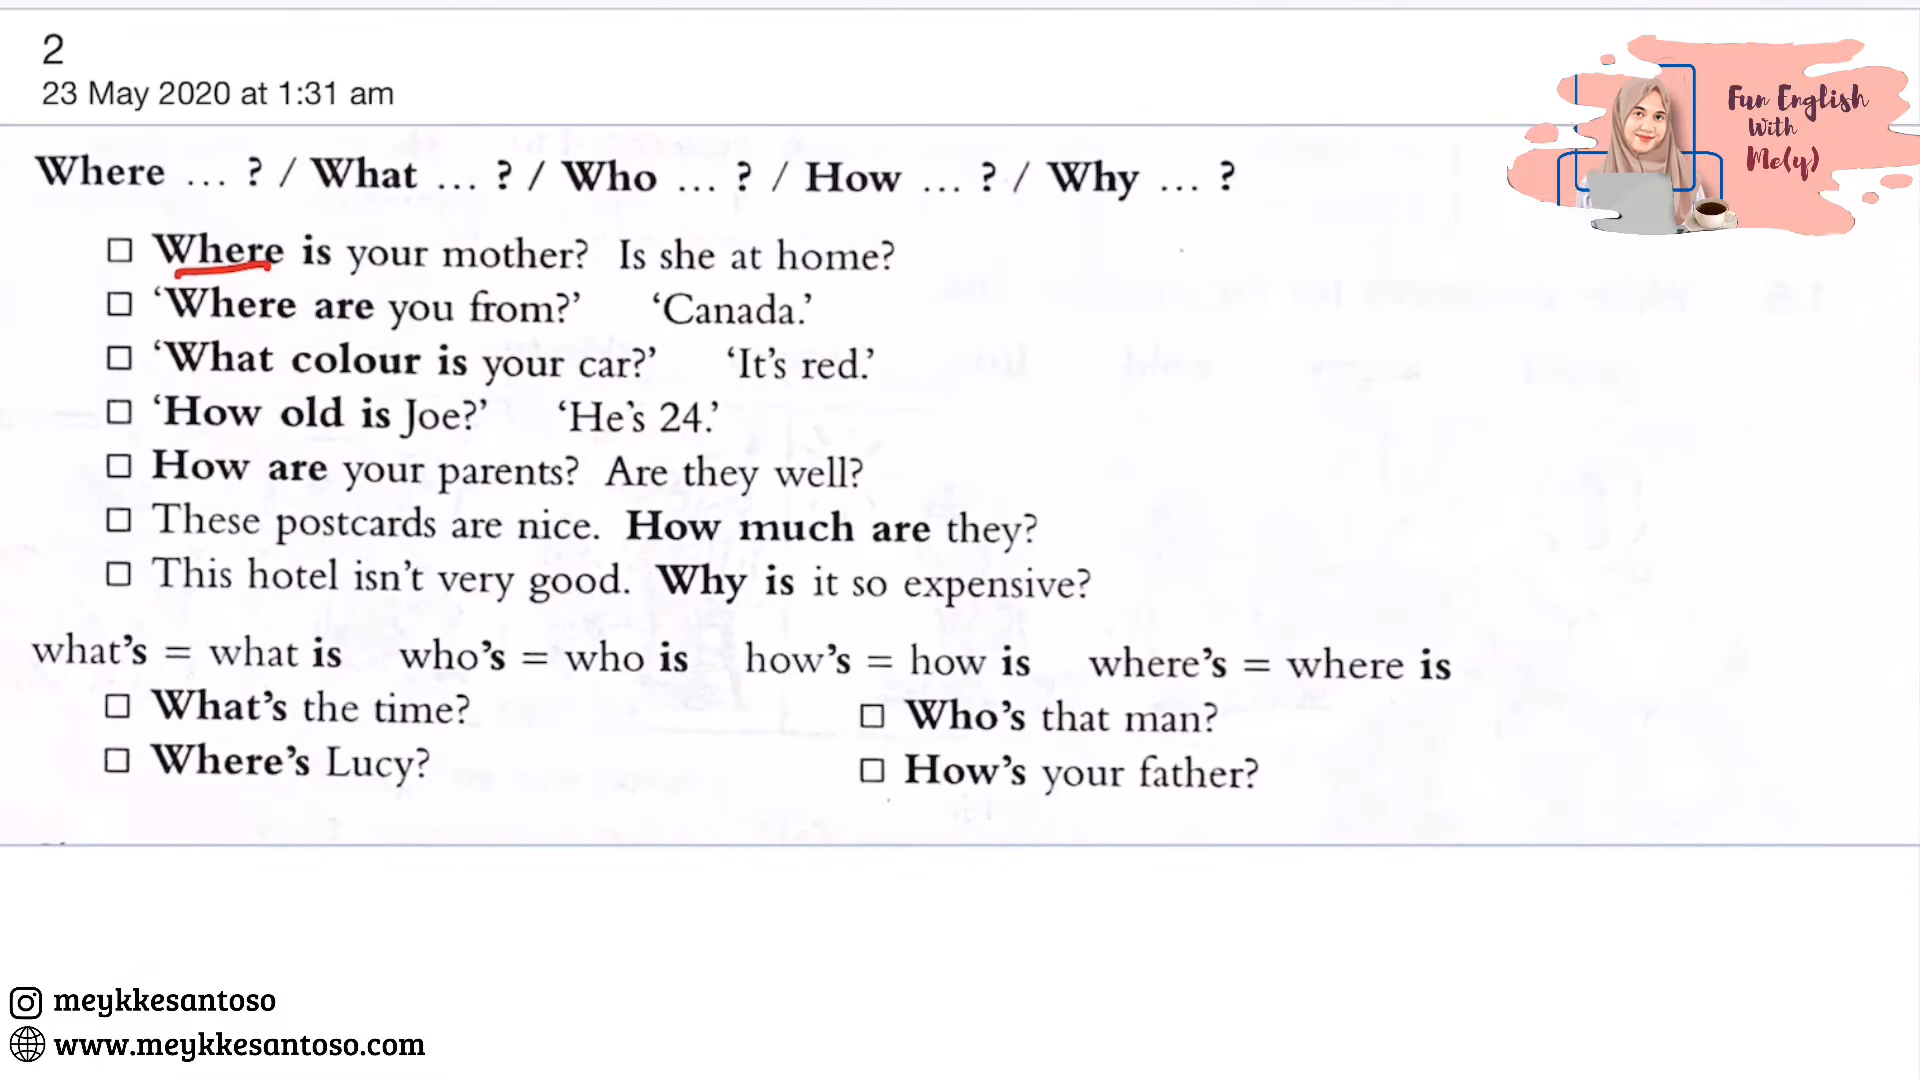 2
23 May 2020 at 1:31 am
Fun English
With
Me(y)
Where … ? / What … ? / Who … ? / How … ? / Why … ?
□ Where is your mother? Is she at home?
□ ‘Where are you from?’ ‘Canada.’
□ ‘What colour is your car?’ ‘It’s red.’
□ ‘How old is Joe?’ ‘He’s 24.’
□ How are your parents? Are they well?
□ These postcards are nice. How much are they?
□ This hotel isn’t very good. Why is it so expensive?
what’s = what is who’s = who is how’s = how is where’s = where is
□ What’s the time? □ Who’s that man?
□ Where’s Lucy? □ How’s your father?
meykkesantoso
www.meykkesantoso.com